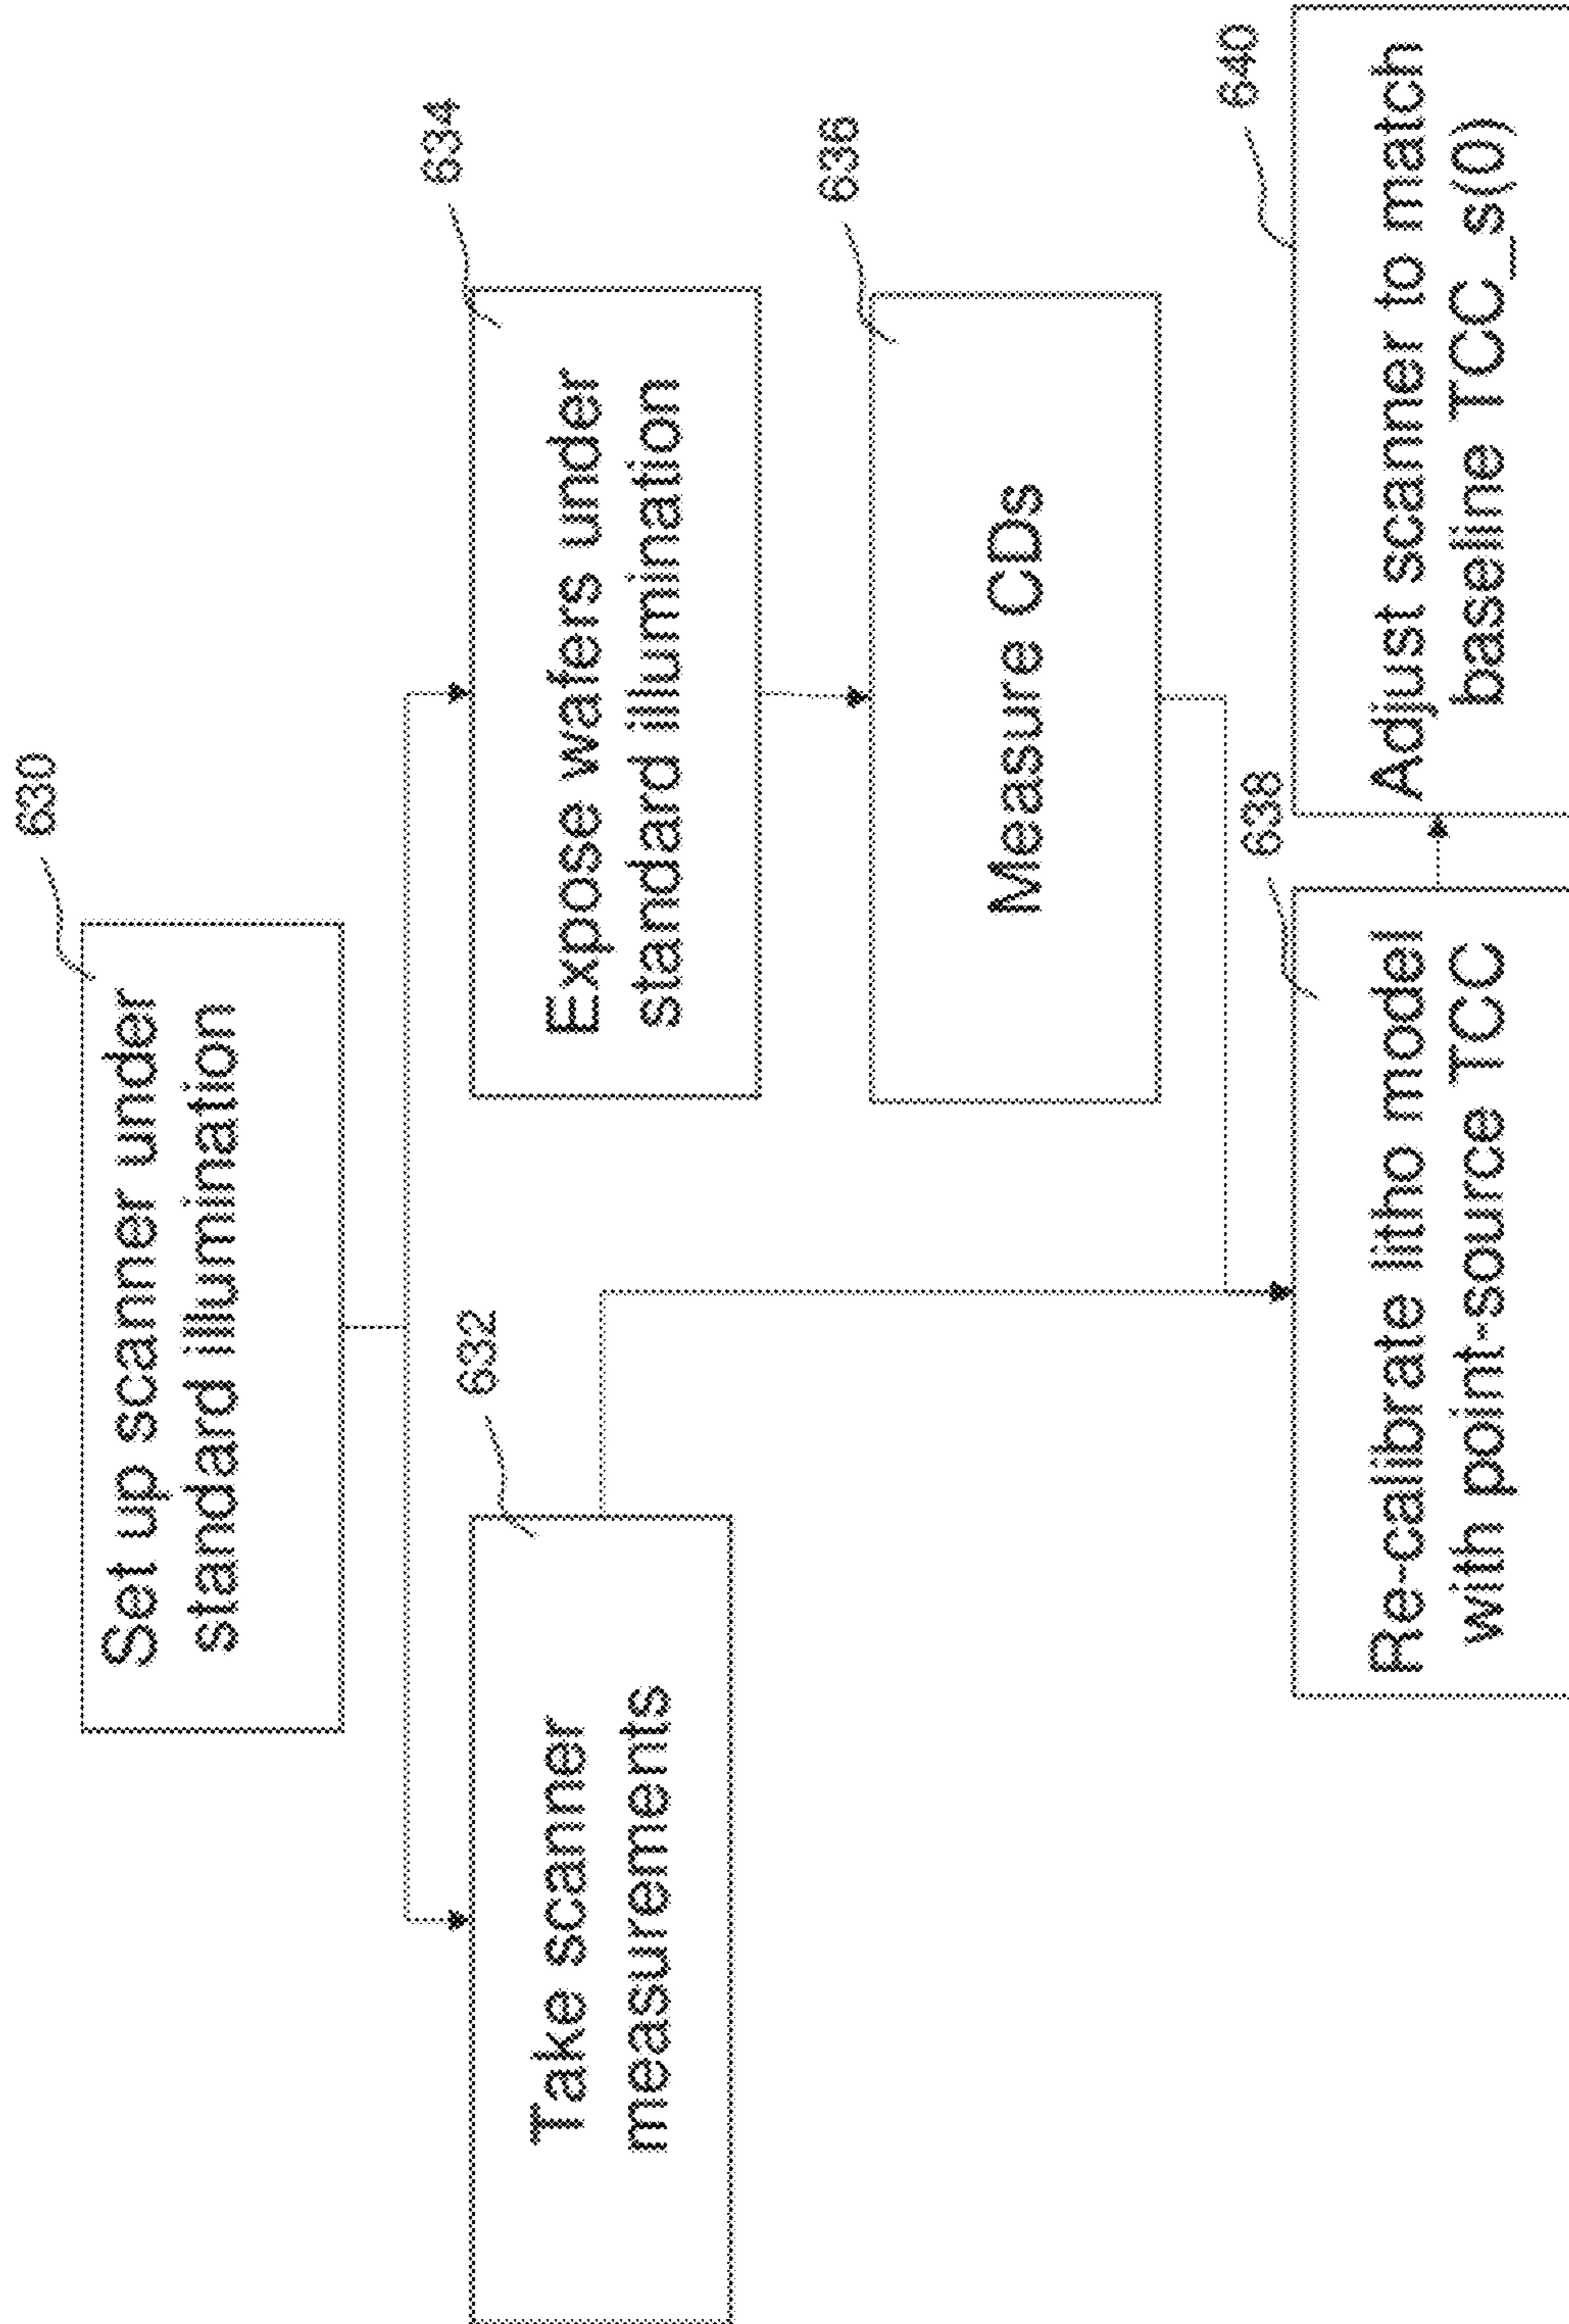 630
Set up scanner under
standard illumination
632
Take scanner
measurements
634
Expose wafers under
standard illumination
636
Measure CDs
638
Re-calibrate litho model
with point-source TCC
640
Adjust scanner to match
baseline TCC_s(0)